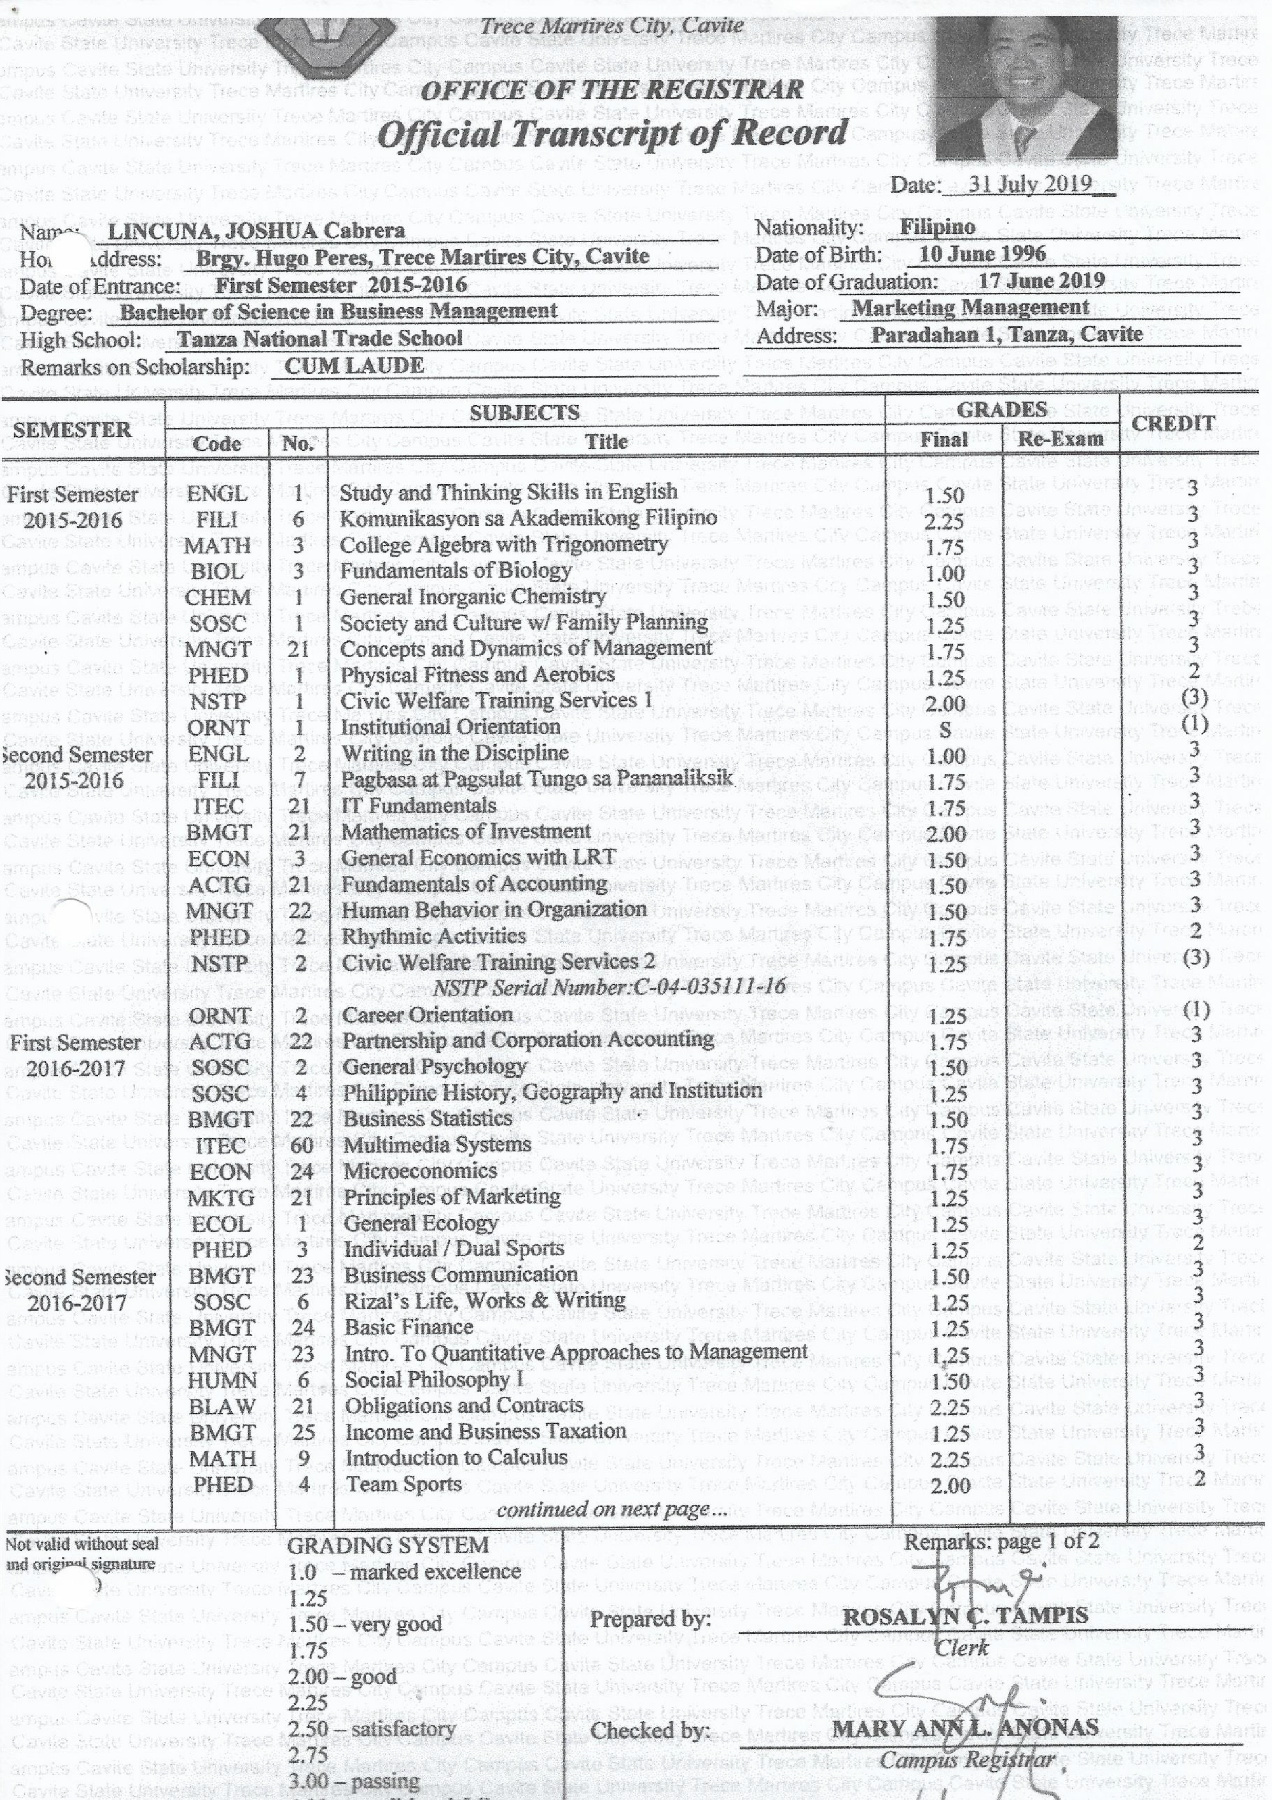 Trece Martires City, Cavite
OFFICE OF THE REGISTRAR
Official Transcript of Record
Date: 31 July 2019
Name: LINCUNA, JOSHUA Cabrera
Nationality: Filipino
Address: Brgy. Hugo Peres, Trece Martires City, Cavite
Date of Birth: 10 June 1996
Date of Entrance: First Semester 2015-2016
Date of Graduation: 17 June 2019
Degree: Bachelor of Science in Business Management
Major: Marketing Management
High School: Tanza National Trade School
Address: Paradahan 1, Tanza, Cavite
Remarks on Scholarship: CUM LAUDE
SEMESTER SUBJECTS GRADES CREDIT
Code No. Title Final Re-Exam
First Semester ENGL 1 Study and Thinking Skills in English 1.50 3
2015-2016 FILI 6 Komunikasyon sa Akademikong Filipino 2.25 3
MATH 3 College Algebra with Trigonometry 1.75 3
BIOL 3 Fundamentals of Biology 1.00 3
CHEM 1 General Inorganic Chemistry 1.50 3
SOSC 1 Society and Culture w/ Family Planning 1.25 3
MNGT 21 Concepts and Dynamics of Management 1.75 3
PHED 1 Physical Fitness and Aerobics 1.25 2
NSTP 1 Civic Welfare Training Services 1 2.00 (3)
ORNT 1 Institutional Orientation S (1)
Second Semester ENGL 2 Writing in the Discipline 1.00 3
2015-2016 FILI 7 Pagbasa at Pagsulat Tungo sa Pananaliksik 1.75 3
ITEC 21 IT Fundamentals 1.75 3
BMGT 21 Mathematics of Investment 2.00 3
ECON 3 General Economics with LRT 1.50 3
ACTG 21 Fundamentals of Accounting 1.50 3
MNGT 22 Human Behavior in Organization 1.50 3
PHED 2 Rhythmic Activities 1.75 2
NSTP 2 Civic Welfare Training Services 2 1.25 (3)
NSTP Serial Number:C-04-035111-16
ORNT 2 Career Orientation 1.25 (1)
First Semester ACTG 22 Partnership and Corporation Accounting 1.75 3
2016-2017 SOSC 2 General Psychology 1.50 3
SOSC 4 Philippine History, Geography and Institution 1.25 3
BMGT 22 Business Statistics 1.50 3
ITEC 60 Multimedia Systems 1.75 3
ECON 24 Microeconomics 1.75 3
MKTG 21 Principles of Marketing 1.25 3
ECOL 1 General Ecology 1.25 3
PHED 3 Individual / Dual Sports 1.25 2
Second Semester BMGT 23 Business Communication 1.50 3
2016-2017 SOSC 6 Rizal's Life, Works & Writing 1.25 3
BMGT 24 Basic Finance 1.25 3
MNGT 23 Intro. To Quantitative Approaches to Management 1.25 3
HUMN 6 Social Philosophy I 1.50 3
BLAW 21 Obligations and Contracts 2.25 3
BMGT 25 Income and Business Taxation 1.25 3
MATH 9 Introduction to Calculus 2.25 3
PHED 4 Team Sports 2.00 2
continued on next page...
Not valid without seal
and original signature
GRADING SYSTEM
1.0 – marked excellence
1.25
1.50 – very good
1.75
2.00 – good
2.25
2.50 – satisfactory
2.75
3.00 – passing
Remarks: page 1 of 2
Prepared by: ROSALYN C. TAMPIS
Clerk
Checked by: MARY ANN L. ANONAS
Campus Registrar